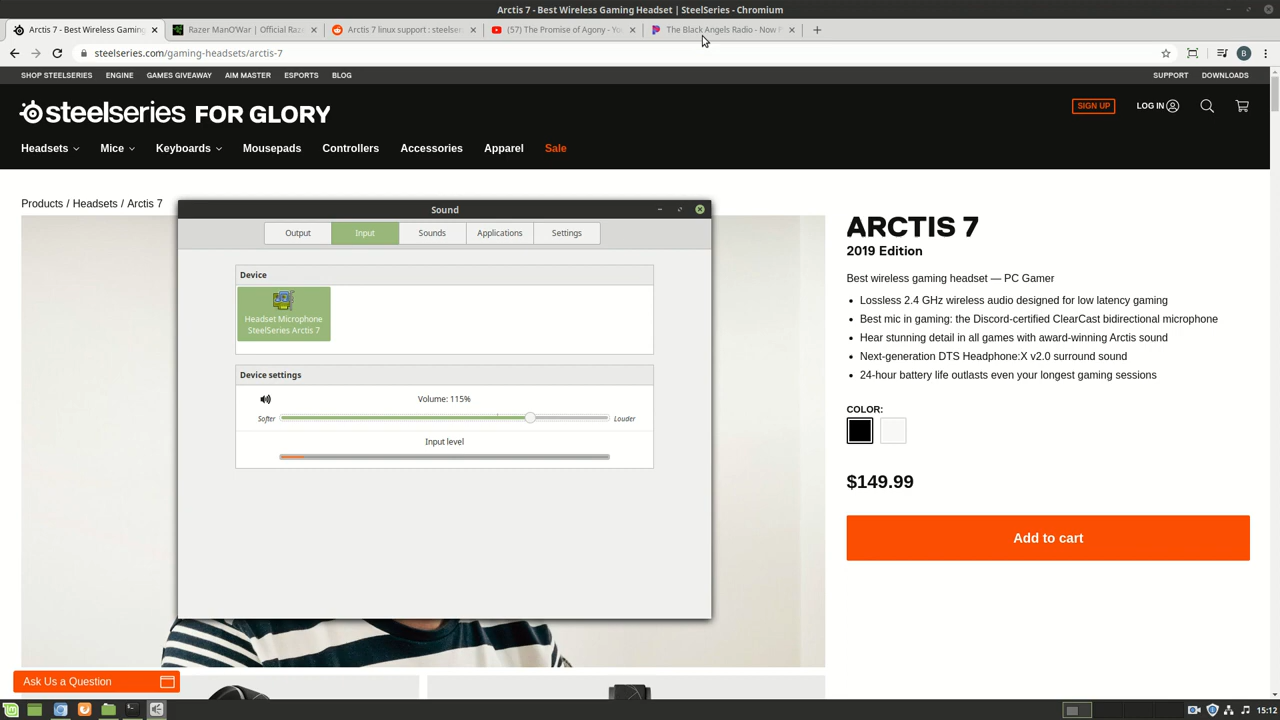 Arctis 7 - Best Wireless Gaming Headset | SteelSeries - Chromium
Arctis 7 - Best Wireless Gaming
Razer ManO'War | Official Raz
Arctis 7 linux support : steelse
(57) The Promise of Agony - Yo
The Black Angels Radio - Now P
steelseries.com/gaming-headsets/arctis-7
B
SHOP STEELSERIES ENGINE GAMES GIVEAWAY AIM MASTER ESPORTS BLOG SUPPORT DOWNLOADS
steelseries FOR GLORY
SIGN UP
LOG IN
Headsets Mice Keyboards Mousepads Controllers Accessories Apparel Sale
Products / Headsets / Arctis 7
Sound
Output Input Sounds Applications Settings
Device
Headset Microphone
SteelSeries Arctis 7
Device settings
Volume: 115%
Softer
Louder
Input level
ARCTIS 7
2019 Edition
Best wireless gaming headset — PC Gamer
• Lossless 2.4 GHz wireless audio designed for low latency gaming
• Best mic in gaming: the Discord-certified ClearCast bidirectional microphone
• Hear stunning detail in all games with award-winning Arctis sound
• Next-generation DTS Headphone:X v2.0 surround sound
• 24-hour battery life outlasts even your longest gaming sessions
COLOR:
$149.99
Add to cart
Ask Us a Question
15:12